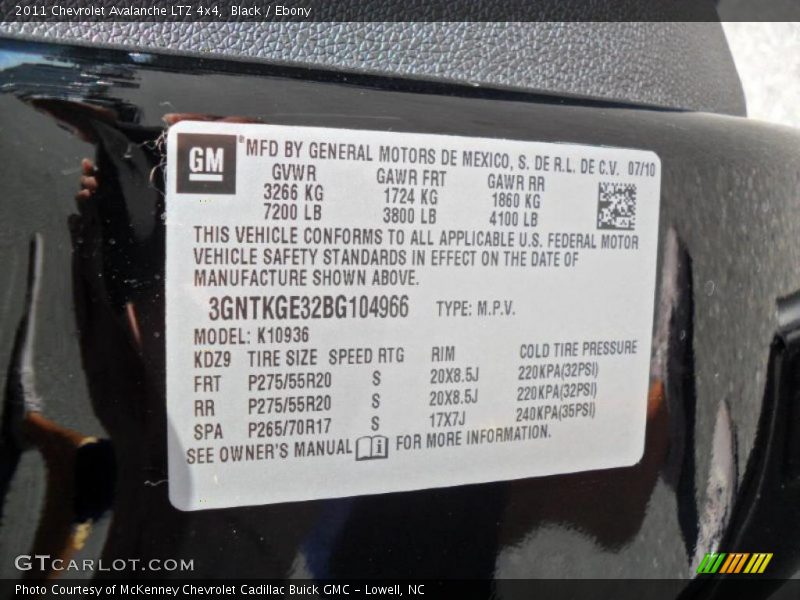 2011 Chevrolet Avalanche LTZ 4x4, Black / Ebony
GM ® MFD BY GENERAL MOTORS DE MEXICO, S. DE R.L. DE C.V. 07/10
GVWR GAWR FRT GAWR RR
3266 KG 1724 KG 1860 KG
7200 LB 3800 LB 4100 LB
THIS VEHICLE CONFORMS TO ALL APPLICABLE U.S. FEDERAL MOTOR
VEHICLE SAFETY STANDARDS IN EFFECT ON THE DATE OF
MANUFACTURE SHOWN ABOVE.
3GNTKGE32BG104966 TYPE: M.P.V.
MODEL: K10936
KDZ9 TIRE SIZE SPEED RTG RIM COLD TIRE PRESSURE
FRT P275/55R20 S 20X8.5J 220KPA(32PSI)
RR P275/55R20 S 20X8.5J 220KPA(32PSI)
SPA P265/70R17 S 17X7J 240KPA(35PSI)
SEE OWNER'S MANUAL i FOR MORE INFORMATION.
GTCARLOT.COM
Photo Courtesy of McKenney Chevrolet Cadillac Buick GMC - Lowell, NC